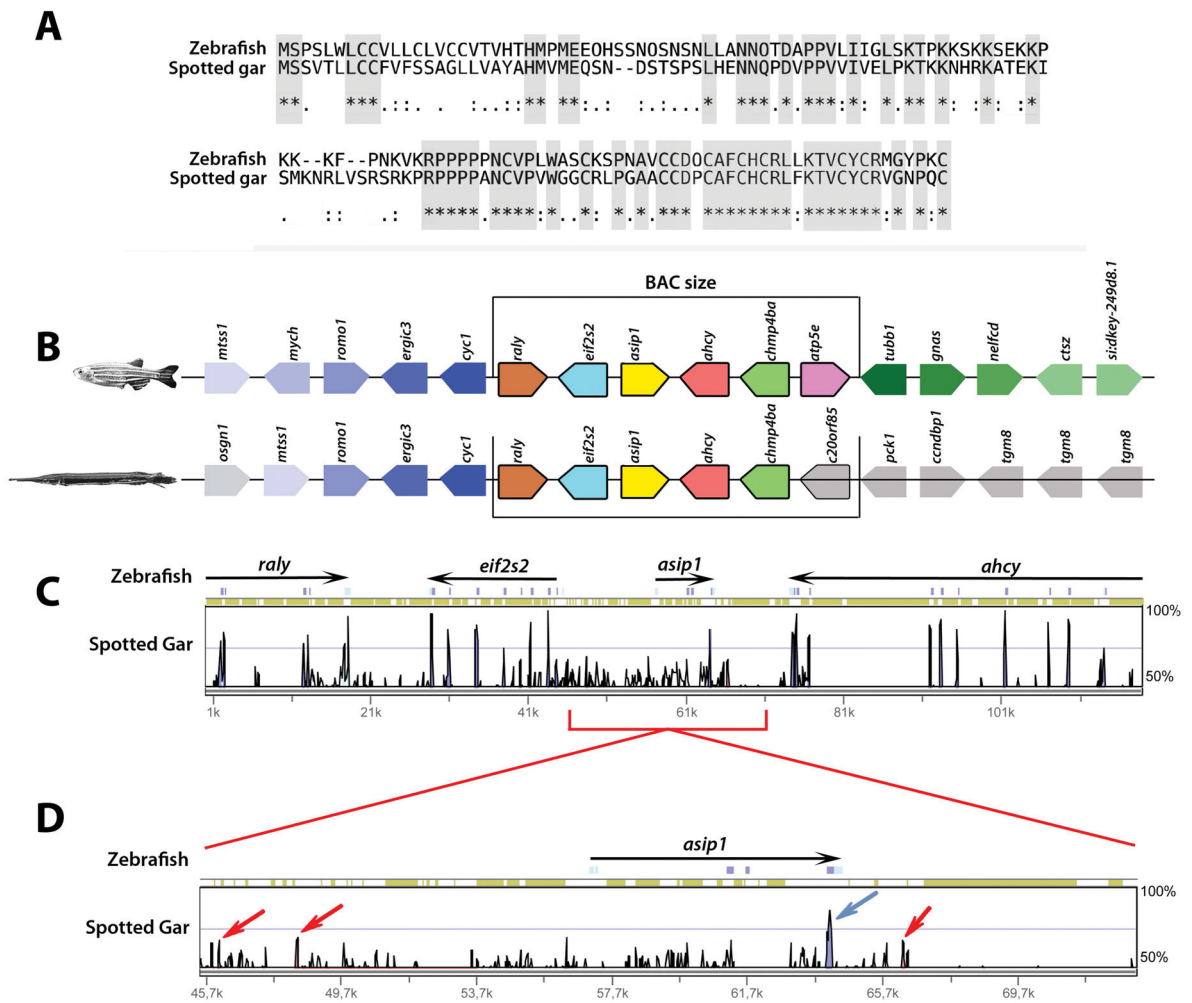 A
Zebrafish MSPSLWLCCVLLCLVCCVTVHTHMPMEEOHSSNOSNSNLLANNOTDAPPVLIIGLSKTPKKSKKSEKKP
Spotted gar MSSVTLLCCFVFSSAGLLVAYAHMVMEQSN--DSTSPSLHENNQPDVPPVVIVELPKTKKNHRKATEKI
Zebrafish KK--KF--PNKVKRPPPPPNCVPLWASCKSPNAVCCDOCAFCHCRLLKTVCYCRMGYPKC
Spotted gar SMKNRLVSRSRKPRPPPPANCVPVWGGCRLPGAACCDPCAFCHCRLFKTVCYCRVGNPQC
BAC size
B
mtss1 mych romo1 ergic3 cyc1 raly eif2s2 asip1 ahcy chmp4ba atp5e tubb1 gnas nelfcd ctsz si:dkey-249d8.1
osgn1 mtss1 romo1 ergic3 cyc1 raly eif2s2 asip1 ahcy chmp4ba c20orf85 pck1 ccndbp1 tgm8 tgm8 tgm8
C
Zebrafish raly eif2s2 asip1 ahcy
Spotted Gar
100%
50%
1k 21k 41k 61k 81k 101k
D
Zebrafish asip1
Spotted Gar
100%
50%
45,7k 49,7k 53,7k 57,7k 61,7k 65,7k 69,7k